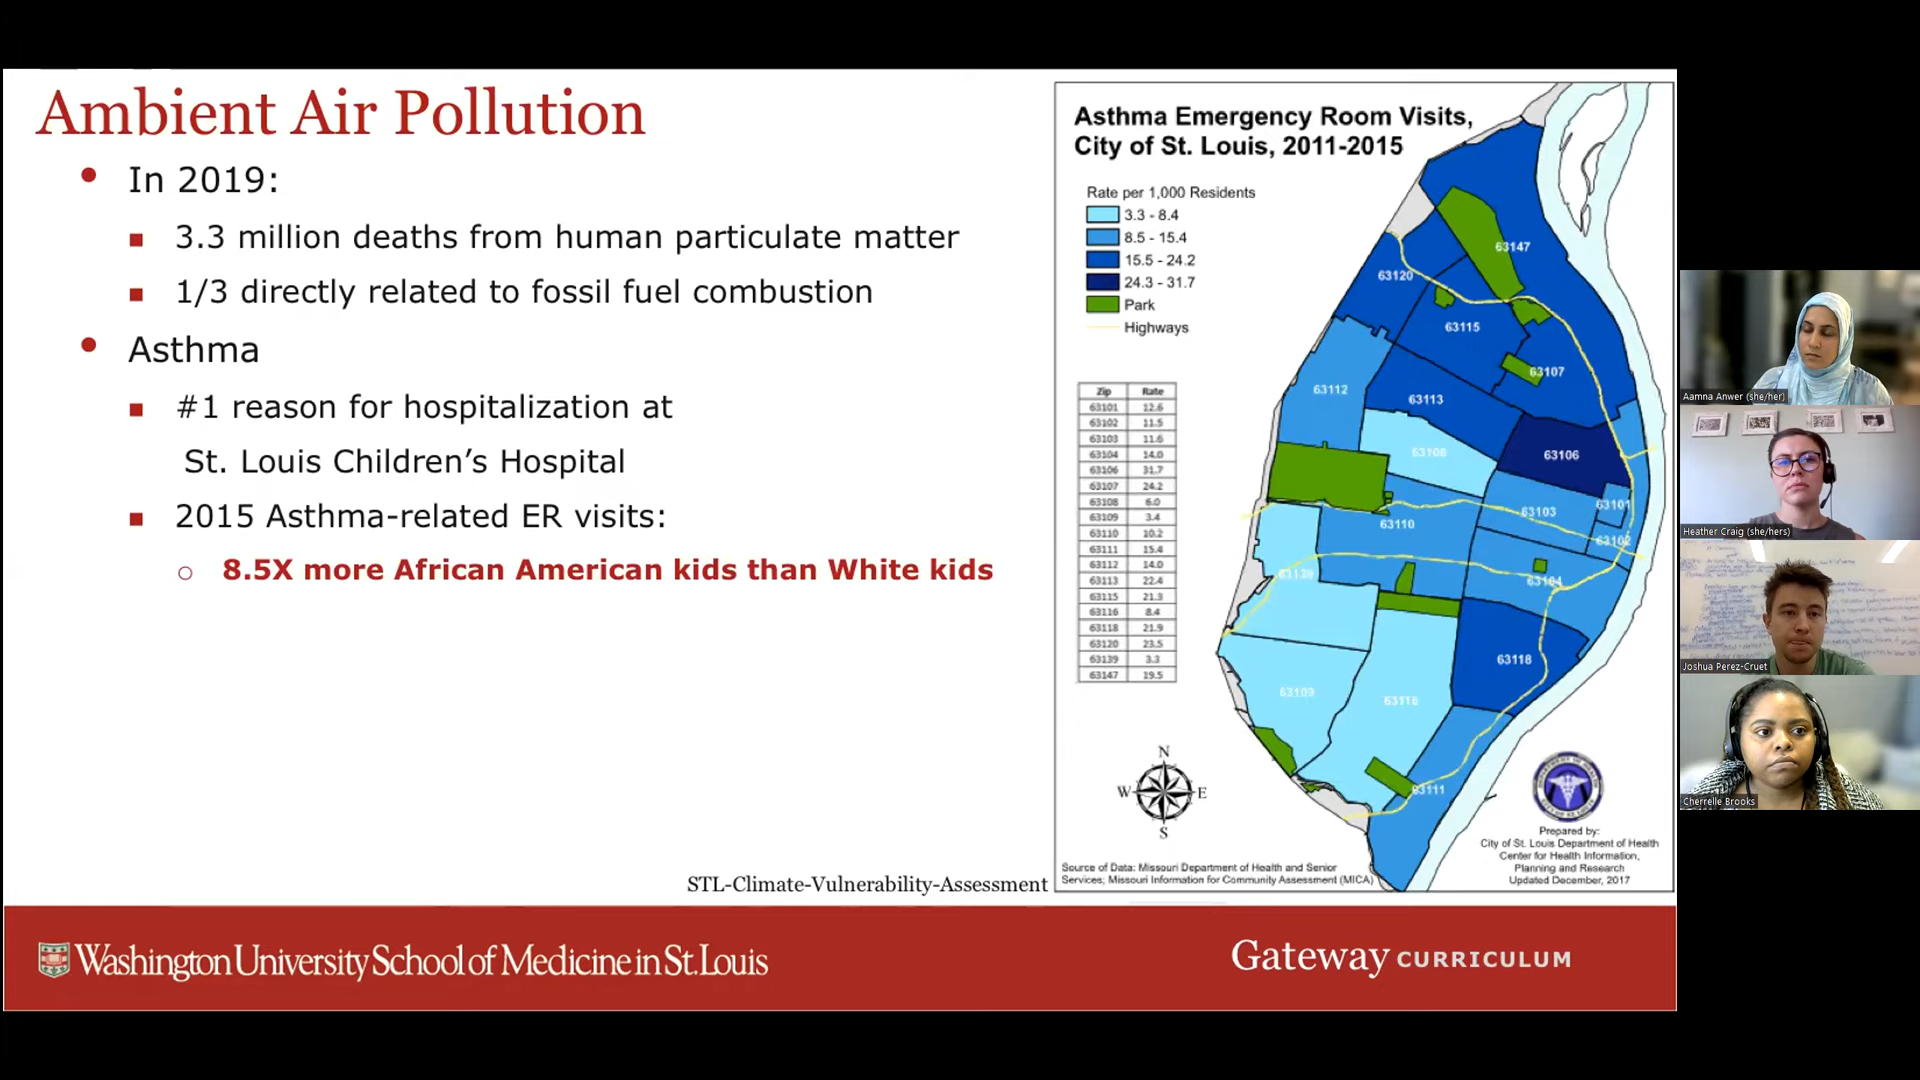 Ambient Air Pollution
• In 2019:
▪ 3.3 million deaths from human particulate matter
▪ 1/3 directly related to fossil fuel combustion
• Asthma
▪ #1 reason for hospitalization at
St. Louis Children’s Hospital
▪ 2015 Asthma-related ER visits:
○ 8.5X more African American kids than White kids
STL-Climate-Vulnerability-Assessment
Asthma Emergency Room Visits,
City of St. Louis, 2011-2015
Rate per 1,000 Residents
3.3 - 8.4
8.5 - 15.4
15.5 - 24.2
24.3 - 31.7
Park
Highways
Zip Rate
63101 12.6
63102 11.5
63103 11.6
63104 14.0
63106 31.7
63107 24.2
63108 6.0
63109 3.4
63110 10.2
63111 15.4
63112 14.0
63113 22.4
63115 21.3
63116 8.4
63118 21.9
63120 23.5
63139 3.3
63147 19.5
63147
63120
63115
63107
63112
63113
63108
63106
63101
63103
63110
63102
63139
63104
63118
63109
63116
63111
N
W E
S
Prepared by:
City of St. Louis Department of Health
Center for Health Information,
Planning and Research
Updated December, 2017
Source of Data: Missouri Department of Health and Senior
Services; Missouri Information for Community Assessment (MICA)
Washington University School of Medicine in St. Louis
Gateway CURRICULUM
Aamna Anwer (she/her)
Heather Craig (she/hers)
Joshua Perez-Cruet
Cherrelle Brooks